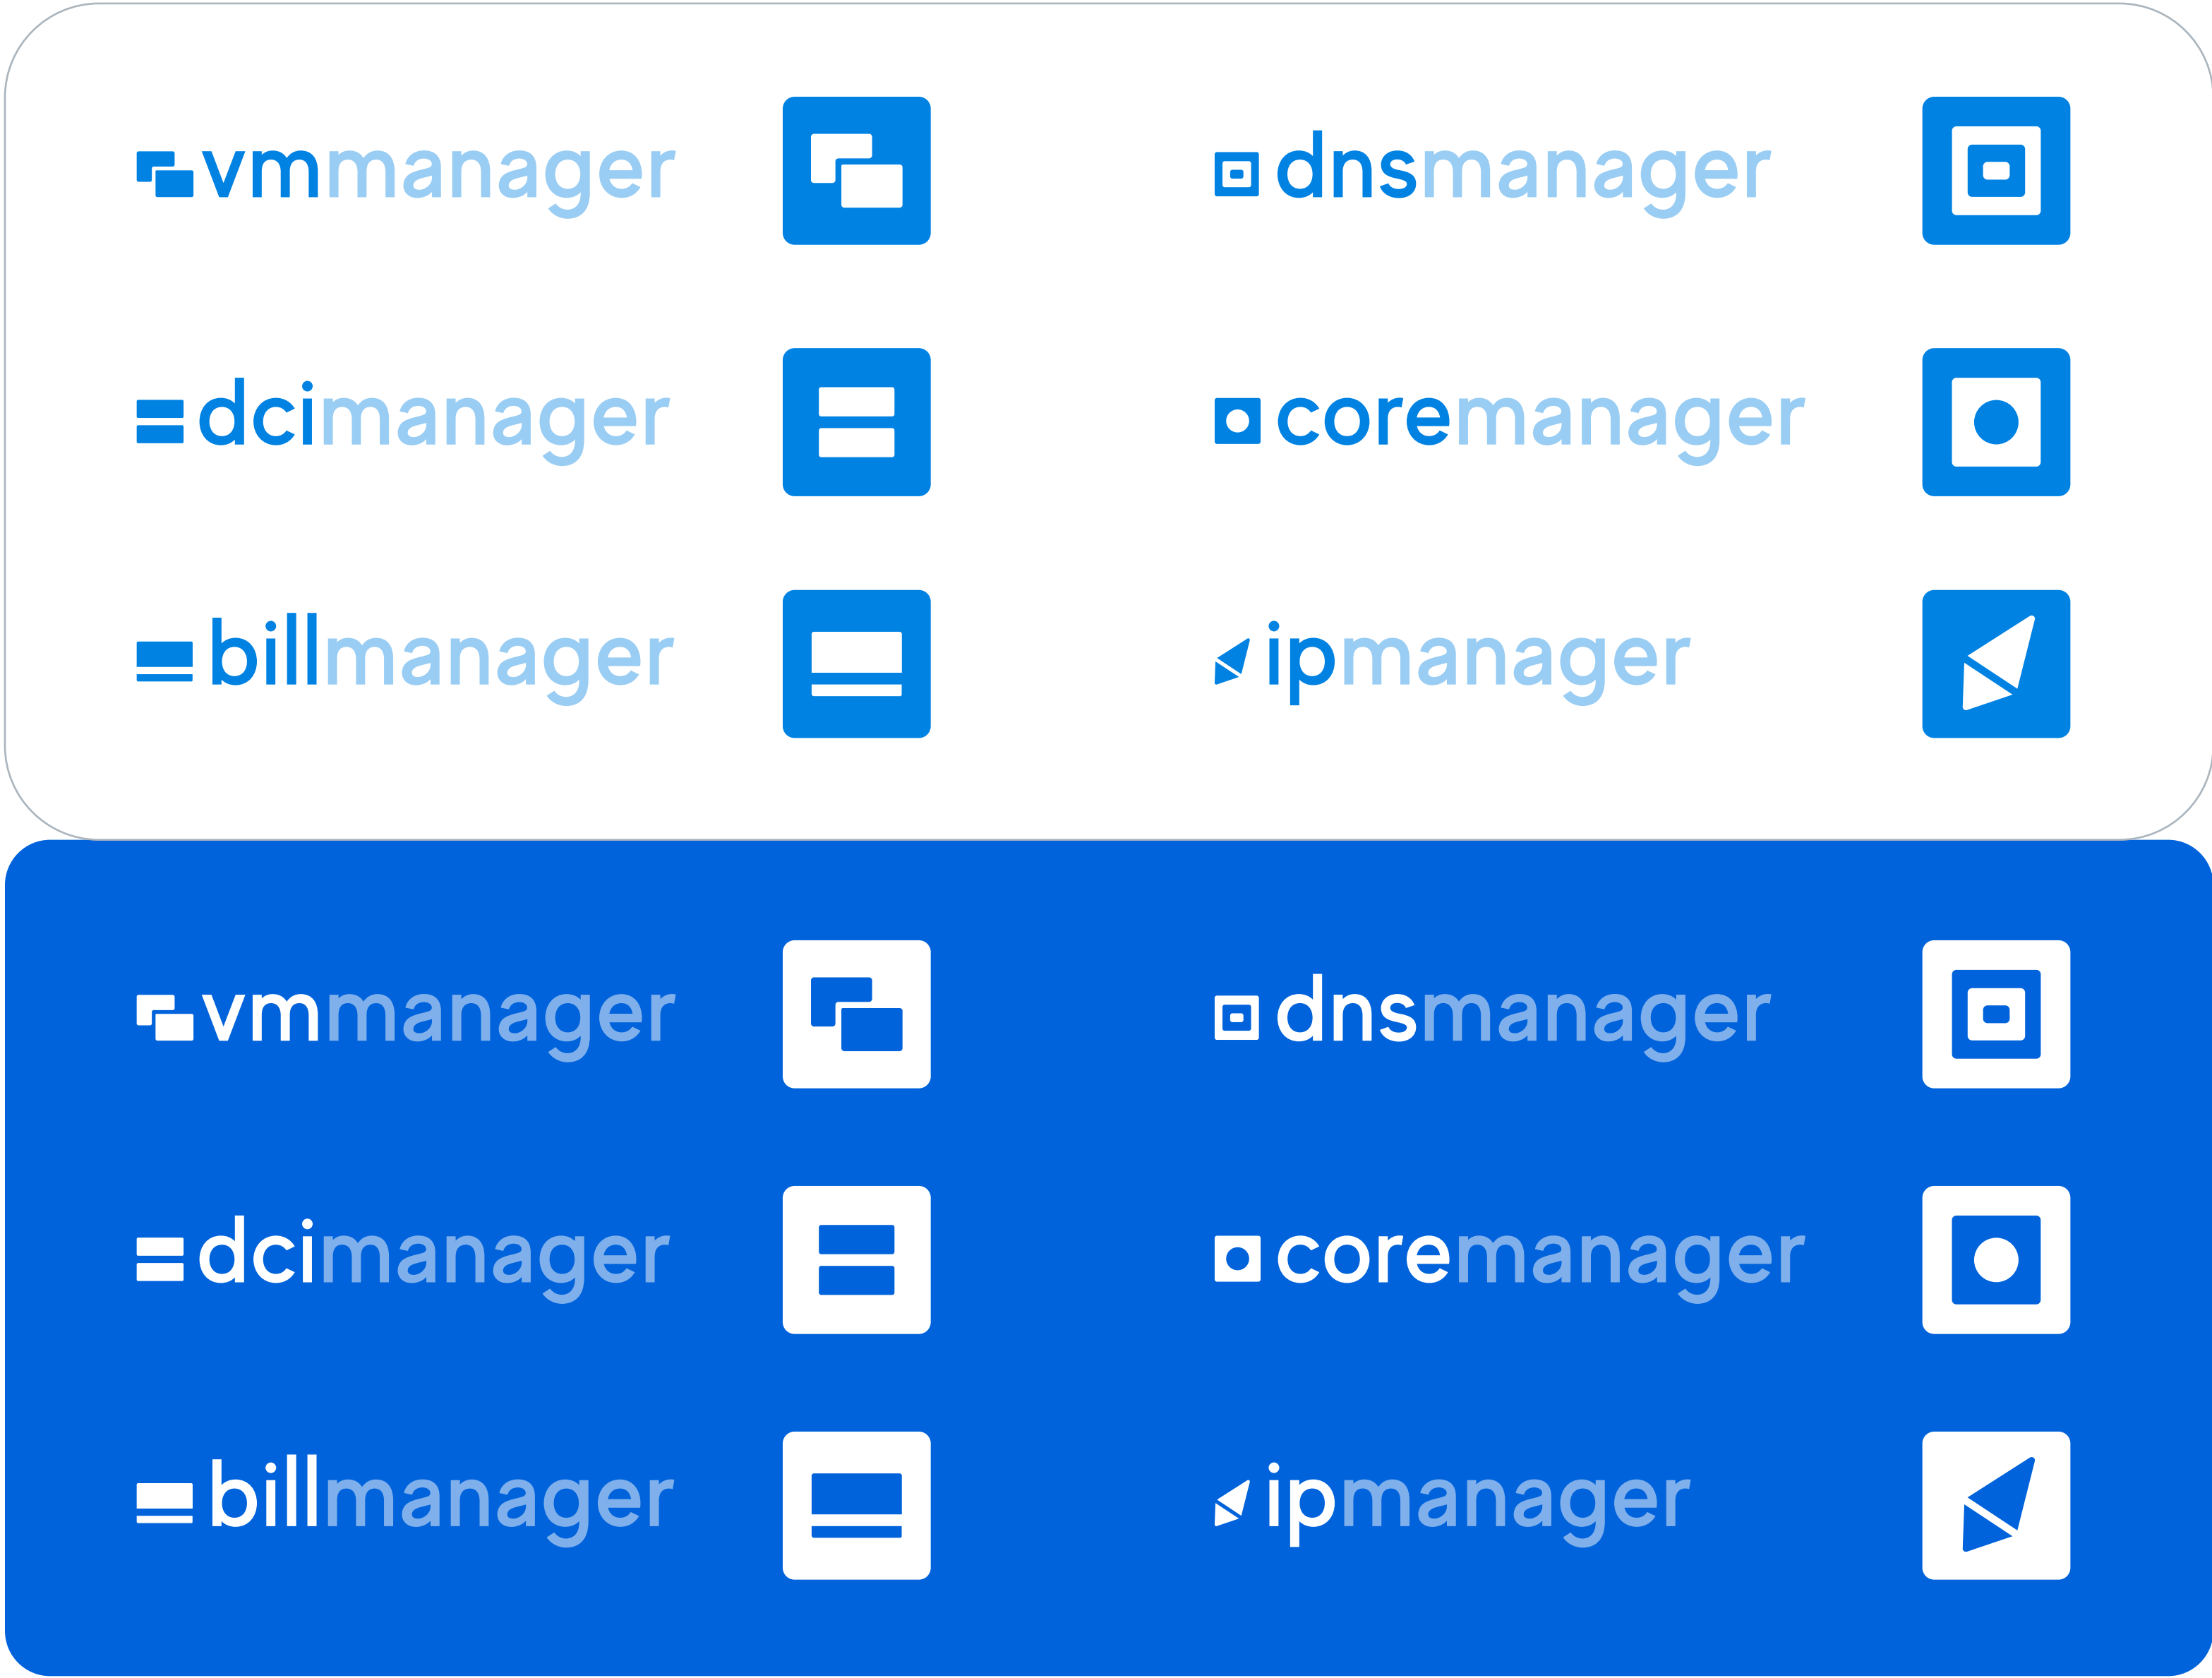 vmmanager
dnsmanager
dcimanager
coremanager
billmanager
ipmanager
vmmanager
dnsmanager
dcimanager
coremanager
billmanager
ipmanager